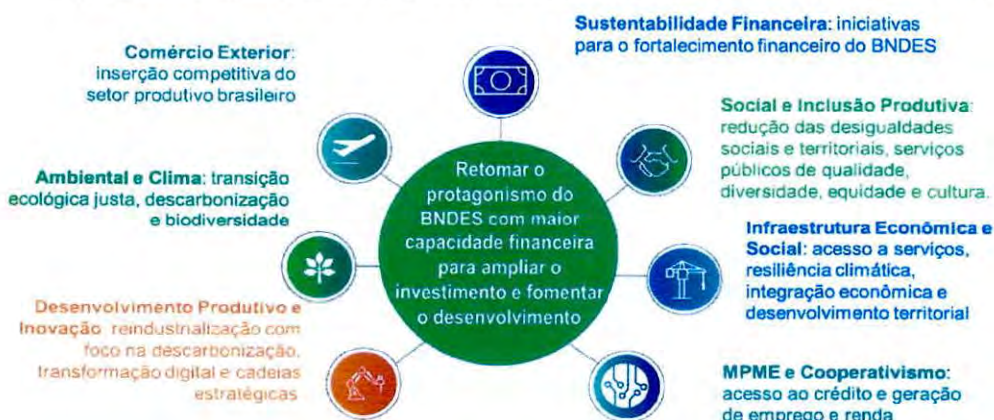 Sustentabilidade Financeira: iniciativas
para o fortalecimento financeiro do BNDES
Comércio Exterior:
inserção competitiva do
setor produtivo brasileiro
Social e Inclusão Produtiva:
redução das desigualdades
sociais e territoriais, serviços
públicos de qualidade,
diversidade, equidade e cultura.
Ambiental e Clima: transição
ecológica justa, descarbonização
e biodiversidade
Retomar o
protagonismo do
BNDES com maior
capacidade financeira
para ampliar o
investimento e fomentar
o desenvolvimento
Infraestrutura Econômica e
Social: acesso a serviços,
resiliência climática,
integração econômica e
desenvolvimento territorial
Desenvolvimento Produtivo e
Inovação reindustrialização com
foco na descarbonização,
transformação digital e cadeias
estratégicas
MPME e Cooperativismo:
acesso ao crédito e geração
de emprego e renda